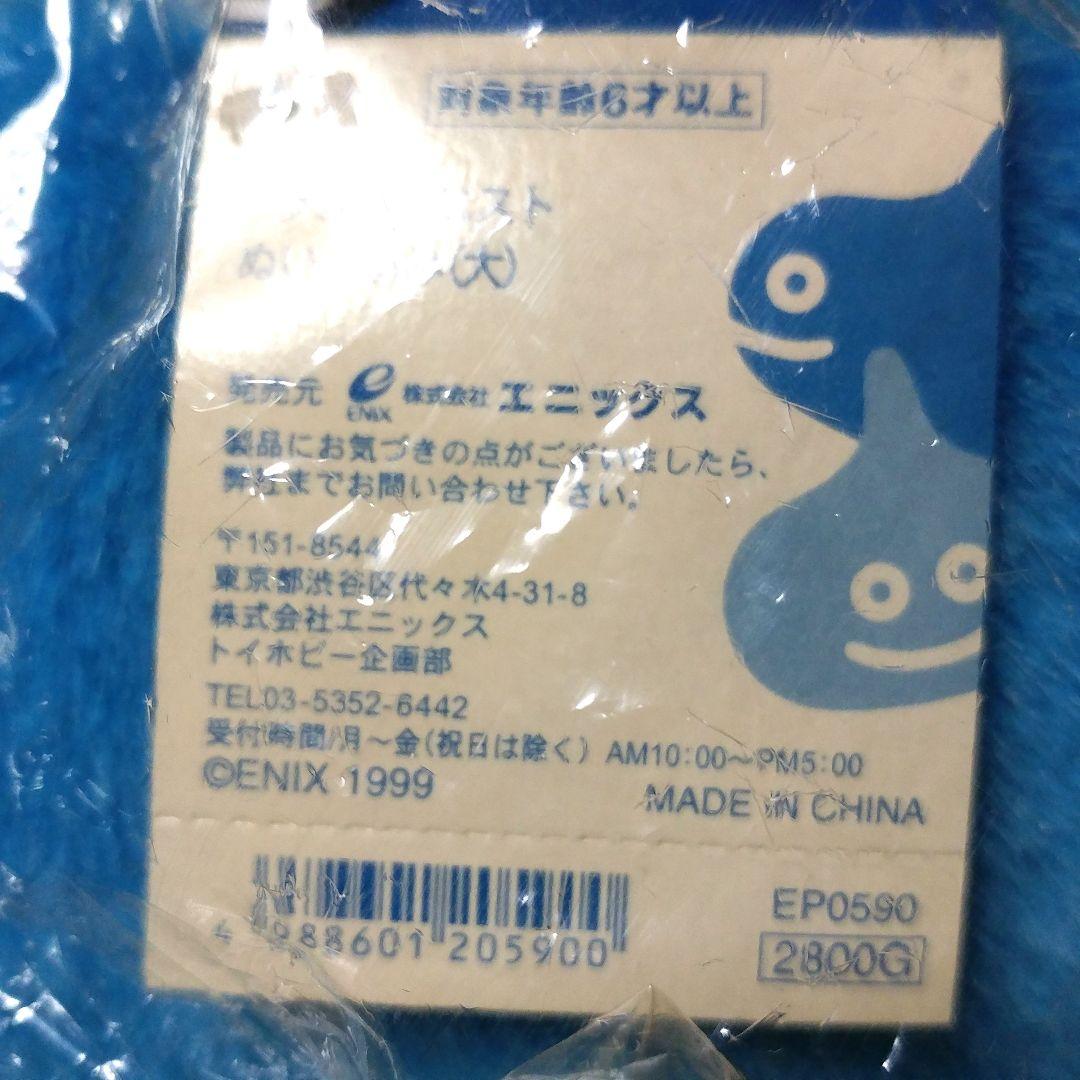 対象年齢6才以上
スト
ぬい (大)
発売元 ENIX 株式会社 エニックス
製品にお気づきの点がございましたら、
弊社までお問い合わせ下さい。
〒151-8544
東京都渋谷区代々木4-31-8
株式会社エニックス
トイホビー企画部
TEL03-5352-6442
受付時間/月～金(祝日は除く) AM10:00～PM5:00
©ENIX 1999
MADE IN CHINA
4 988601 205900
EP0590
2800G